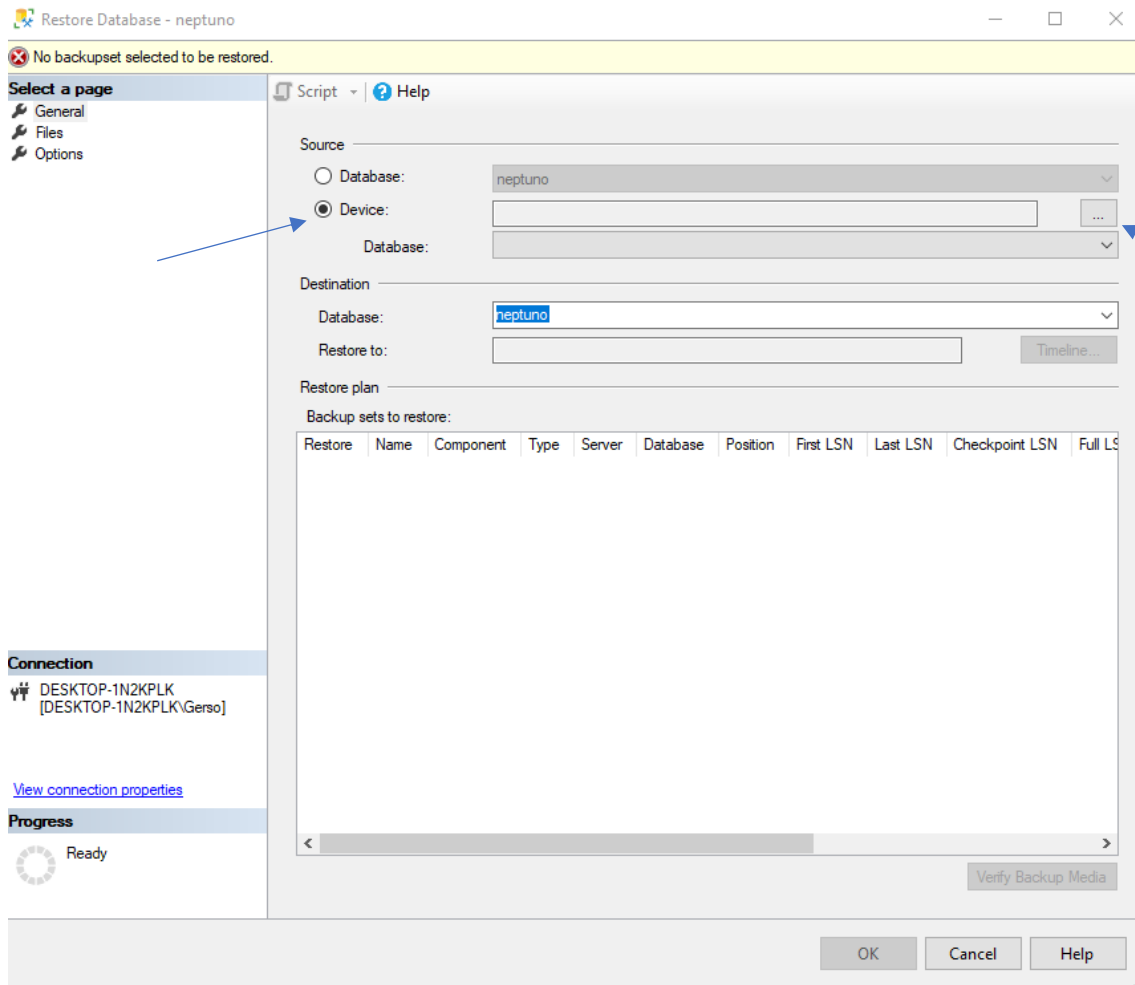 Restore Database - neptuno
No backupset selected to be restored.
Select a page
General
Files
Options
Script
Help
Source
Database:
neptuno
Device:
...
Database:
Destination
Database:
neptuno
Restore to:
Timeline...
Restore plan
Backup sets to restore:
Restore Name Component Type Server Database Position First LSN Last LSN Checkpoint LSN Full LS
Connection
DESKTOP-1N2KPLK
[DESKTOP-1N2KPLK\Gerso]
View connection properties
Progress
Ready
Verify Backup Media
OK Cancel Help